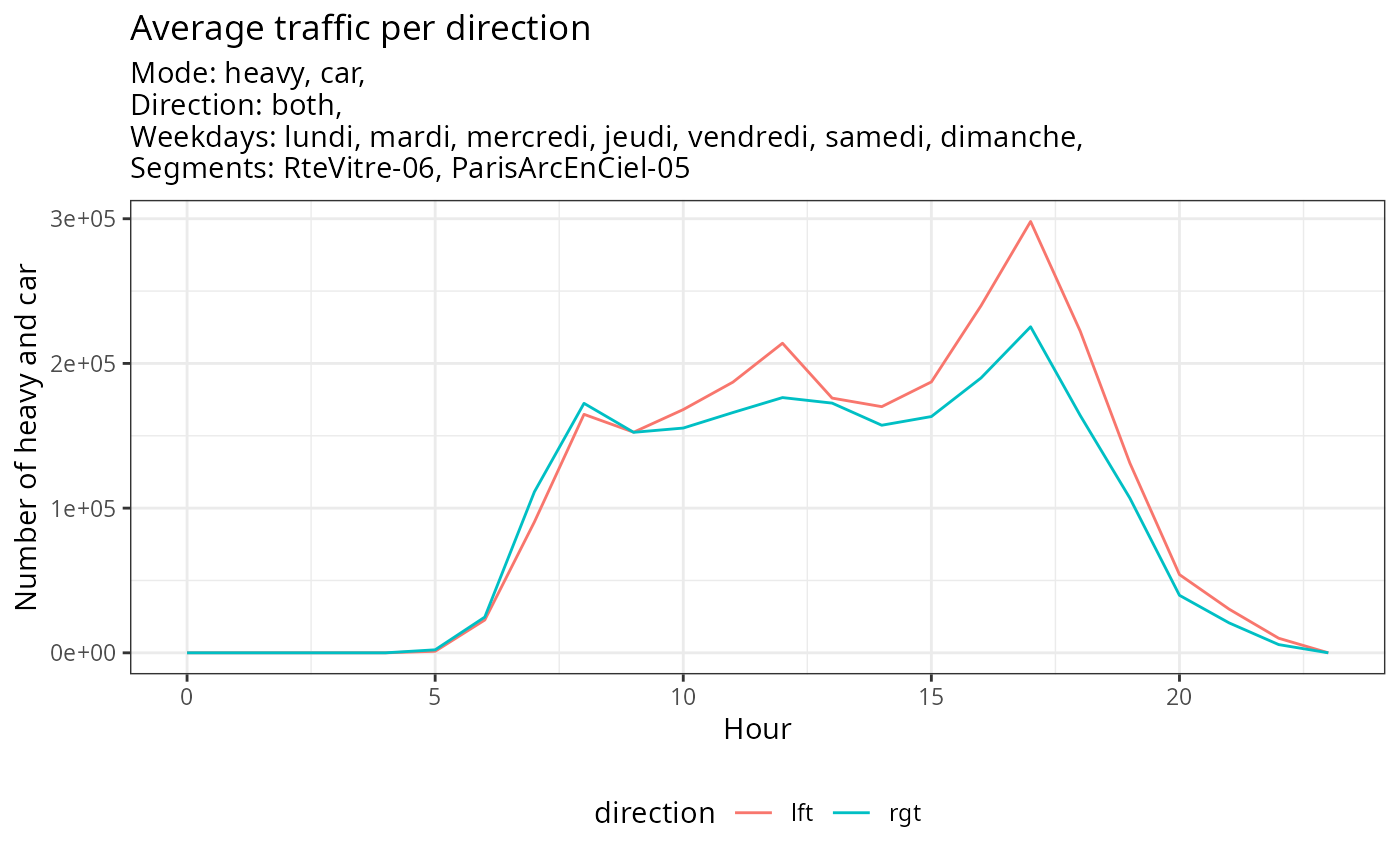 Average traffic per direction
Mode: heavy, car,
Direction: both,
Weekdays: lundi, mardi, mercredi, jeudi, vendredi, samedi, dimanche,
Segments: RteVitre-06, ParisArcEnCiel-05
Number of heavy and car
3e+05
2e+05
1e+05
0e+00
0 5 10 15 20
Hour
direction lft rgt